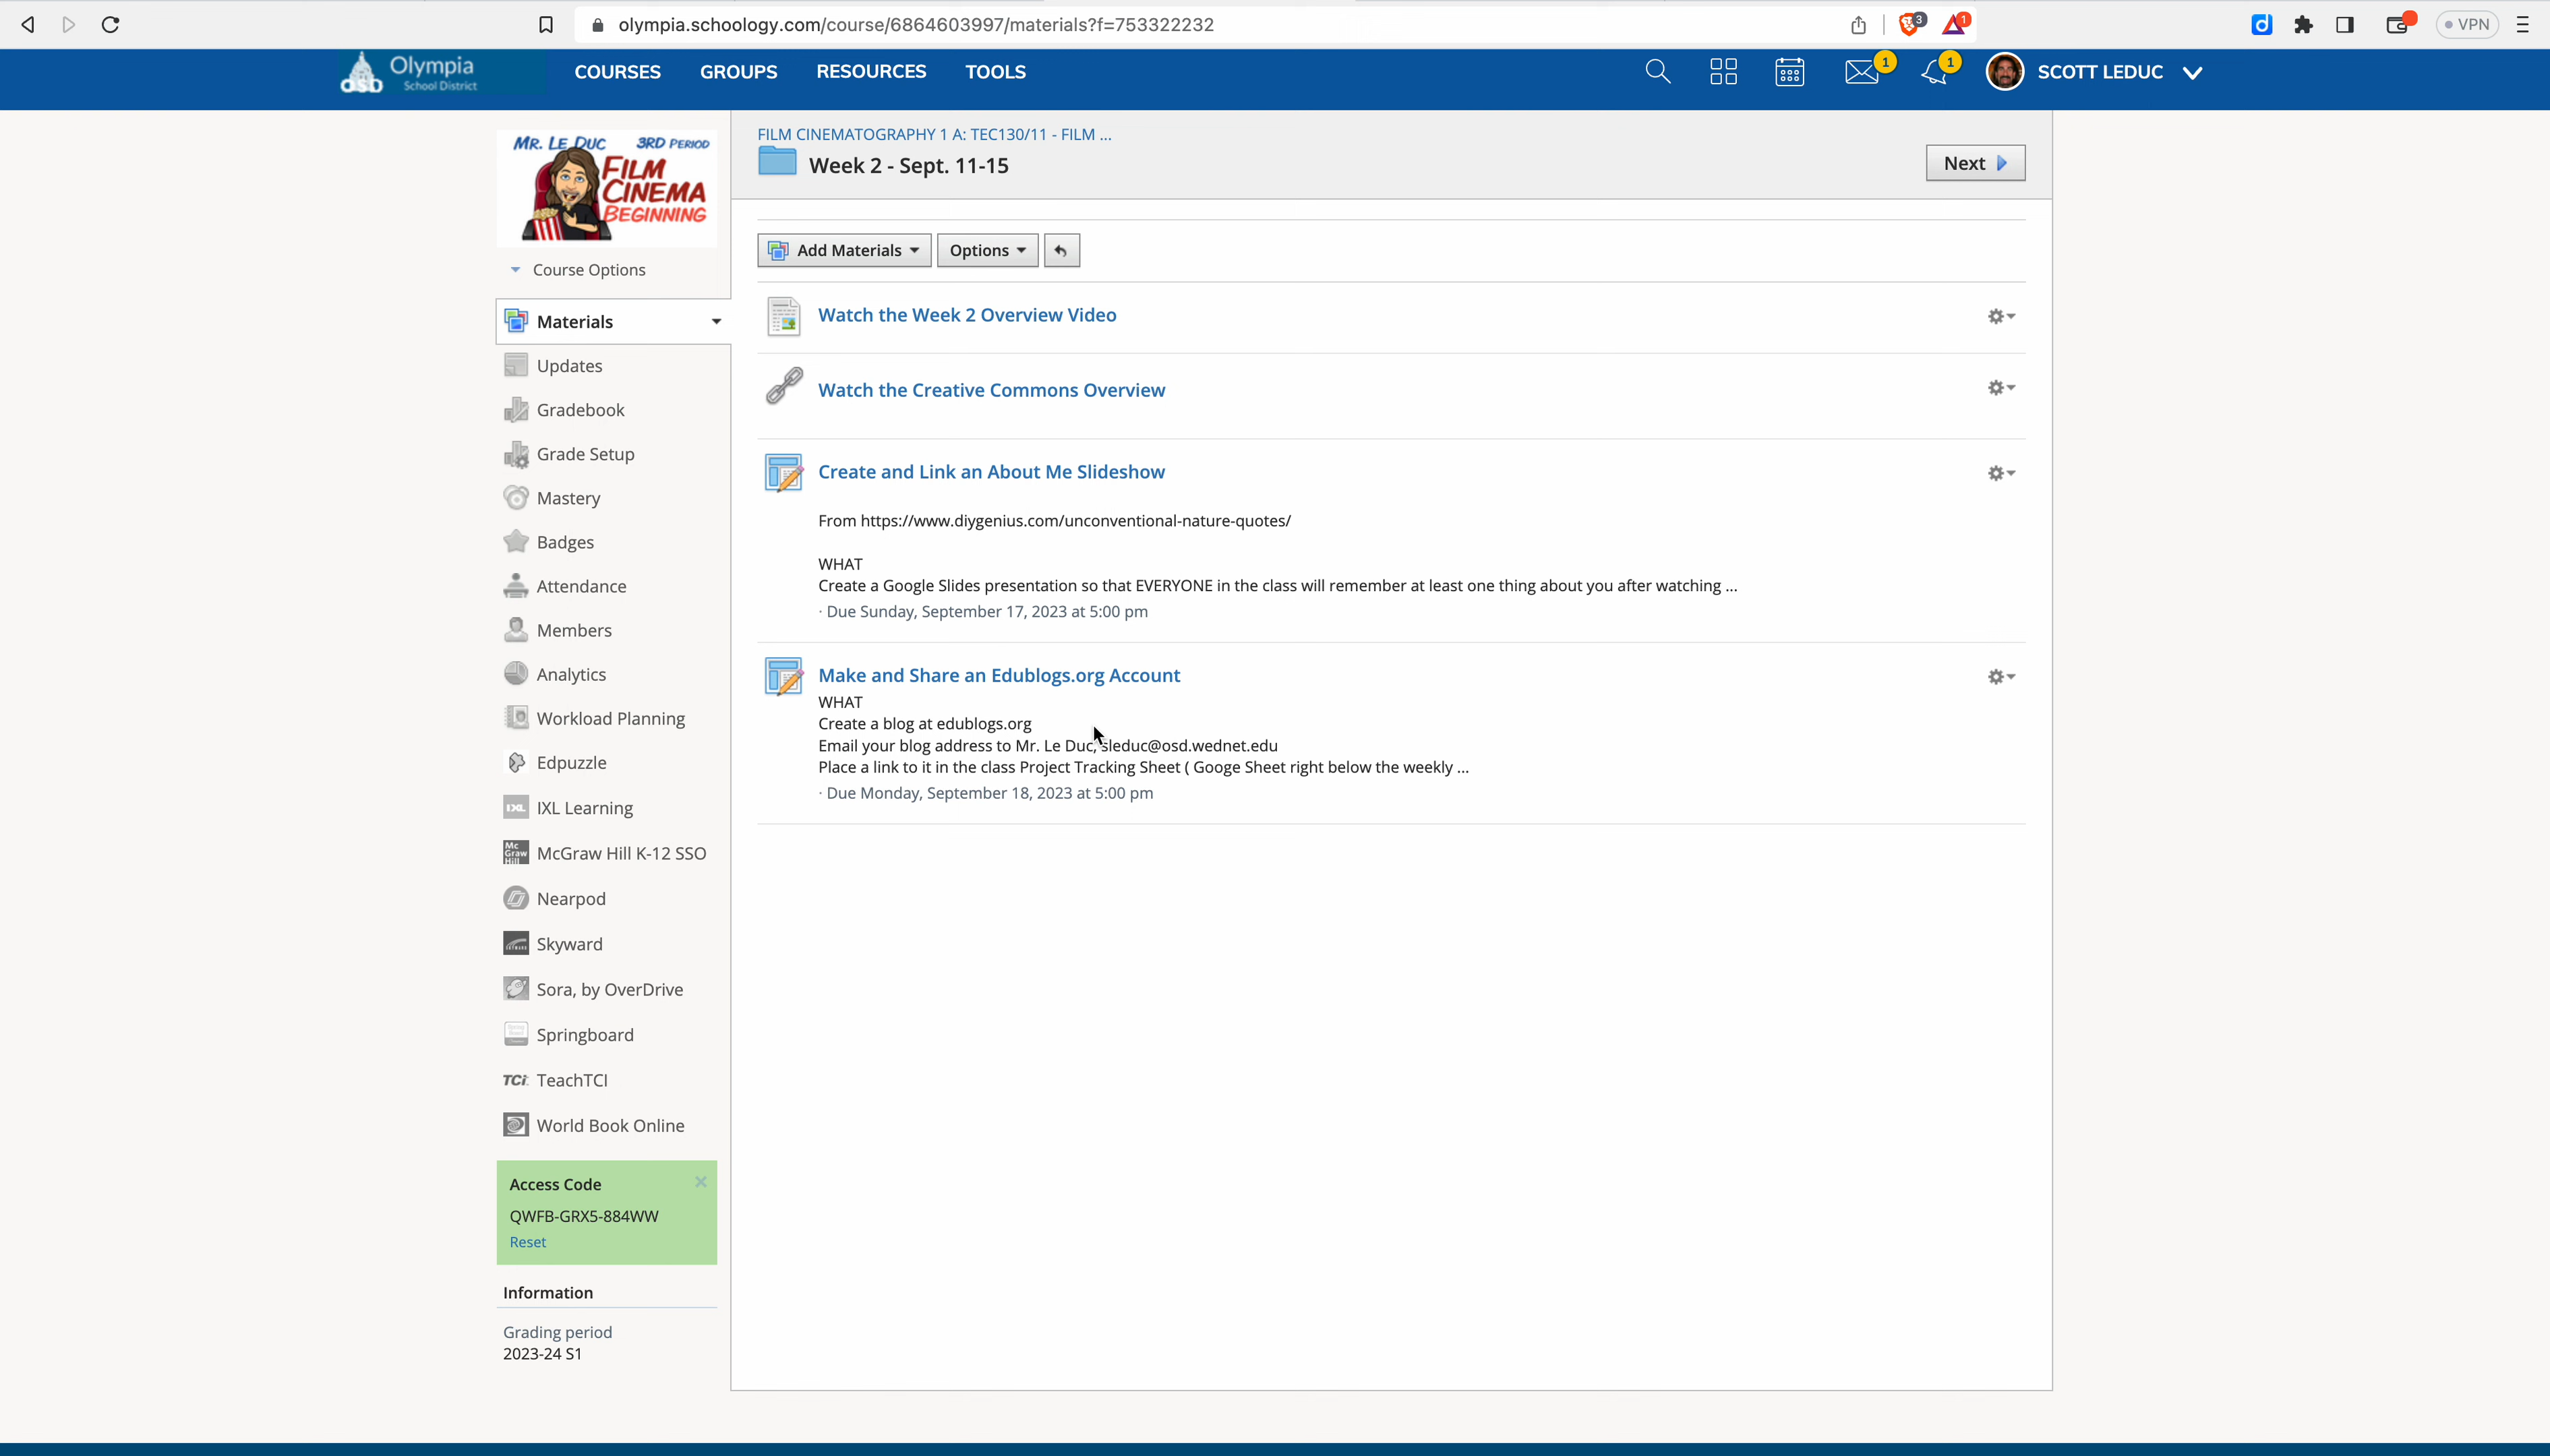 olympia.schoology.com/course/6864603997/materials?f=753322232
3
1
VPN
OSD
Olympia
School District
COURSES
GROUPS
RESOURCES
TOOLS
1
1
SCOTT LEDUC
MR. LE DUC 3RD PERIOD
FILM
CINEMA
BEGINNING
Course Options
Materials
Updates
Gradebook
Grade Setup
Mastery
Badges
Attendance
Members
Analytics
Workload Planning
Edpuzzle
IXL Learning
Mc
Graw
Hill
McGraw Hill K-12 SSO
Nearpod
Skyward
Sora, by OverDrive
Springboard
TCi TeachTCI
World Book Online
Access Code
QWFB-GRX5-884WW
Reset
Information
Grading period
2023-24 S1
FILM CINEMATOGRAPHY 1 A: TEC130/11 - FILM ...
Week 2 - Sept. 11-15
Next
Add Materials
Options
Watch the Week 2 Overview Video
Watch the Creative Commons Overview
Create and Link an About Me Slideshow
From https://www.diygenius.com/unconventional-nature-quotes/
WHAT
Create a Google Slides presentation so that EVERYONE in the class will remember at least one thing about you after watching ...
· Due Sunday, September 17, 2023 at 5:00 pm
Make and Share an Edublogs.org Account
WHAT
Create a blog at edublogs.org
Email your blog address to Mr. Le Duc, sleduc@osd.wednet.edu
Place a link to it in the class Project Tracking Sheet ( Googe Sheet right below the weekly ...
· Due Monday, September 18, 2023 at 5:00 pm